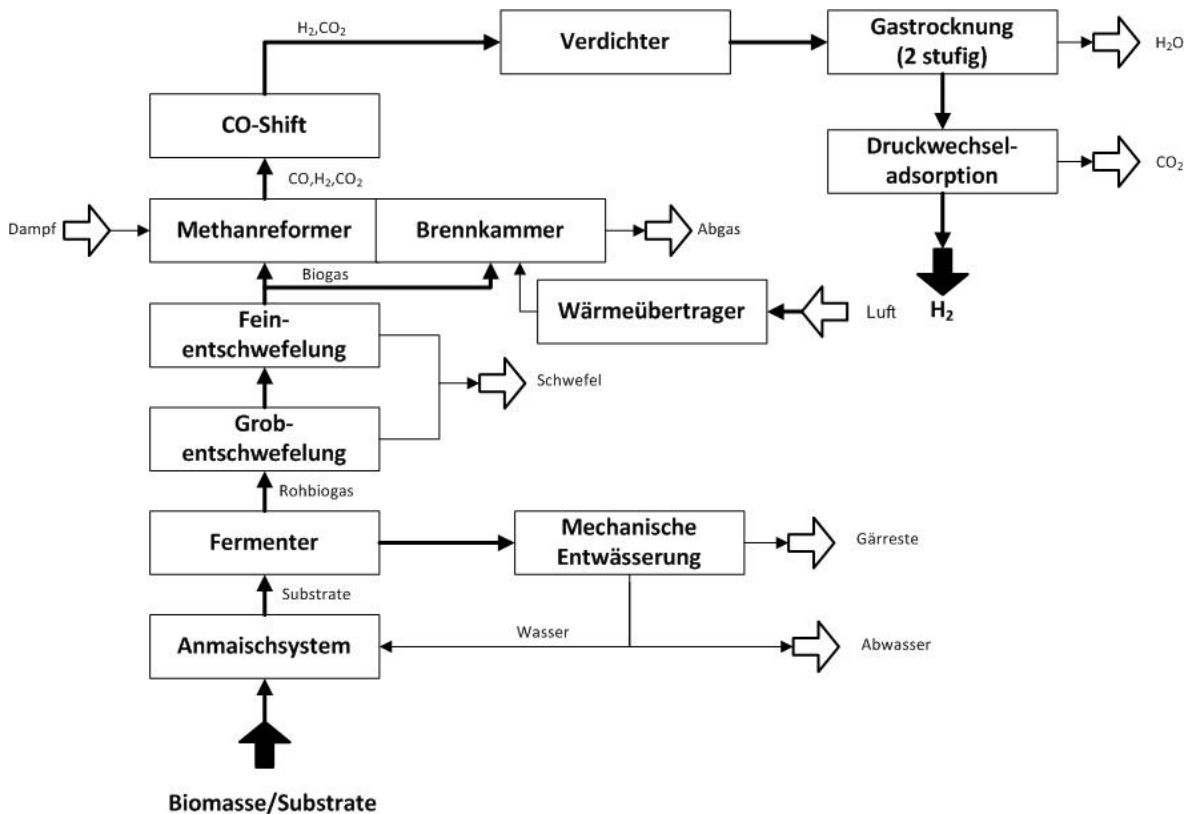 H₂,CO₂
Verdichter
Gastrocknung
(2 stufig)
H₂O
CO-Shift
Druckwechsel-
adsorption
CO₂
CO,H₂,CO₂
Dampf
Methanreformer
Brennkammer
Abgas
Biogas
Wärmeübertrager
Luft
H₂
Fein-
entschwefelung
Schwefel
Grob-
entschwefelung
Rohbiogas
Fermenter
Mechanische
Entwässerung
Gärreste
Substrate
Anmaischsystem
Wasser
Abwasser
Biomasse/Substrate